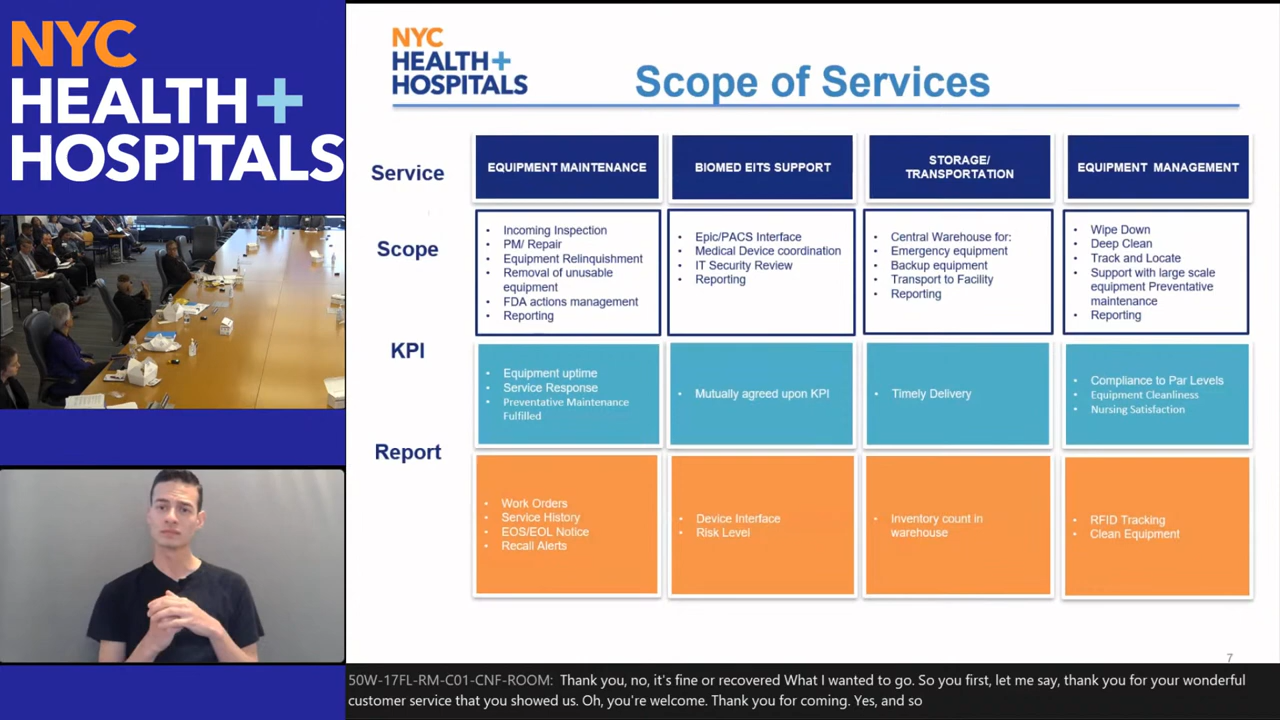 NYC
HEALTH+
HOSPITALS
NYC
HEALTH+
HOSPITALS
Scope of Services
Service
EQUIPMENT MAINTENANCE
BIOMED EITS SUPPORT
STORAGE/
TRANSPORTATION
EQUIPMENT MANAGEMENT
Scope
• Incoming Inspection
• PM/ Repair
• Equipment Relinquishment
• Removal of unusable
equipment
• FDA actions management
• Reporting
• Epic/PACS Interface
• Medical Device coordination
• IT Security Review
• Reporting
• Central Warehouse for:
• Emergency equipment
• Backup equipment
• Transport to Facility
• Reporting
• Wipe Down
• Deep Clean
• Track and Locate
• Support with large scale
equipment Preventative
maintenance
• Reporting
KPI
• Equipment uptime
• Service Response
• Preventative Maintenance
Fulfilled
• Mutually agreed upon KPI
• Timely Delivery
• Compliance to Par Levels
• Equipment Cleanliness
• Nursing Satisfaction
Report
• Work Orders
• Service History
• EOS/EOL Notice
• Recall Alerts
• Device Interface
• Risk Level
• Inventory count in
warehouse
• RFID Tracking
• Clean Equipment
7
50W-17FL-RM-C01-CNF-ROOM: Thank you, no, it's fine or recovered What I wanted to go. So you first, let me say, thank you for your wonderful
customer service that you showed us. Oh, you're welcome. Thank you for coming. Yes, and so